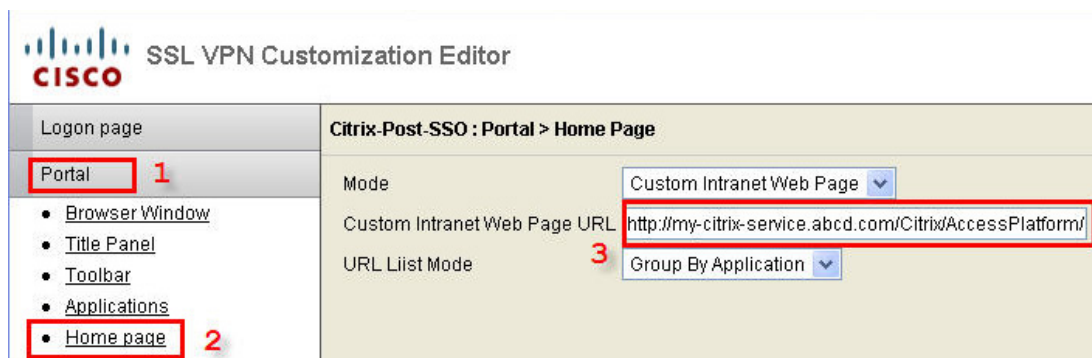 CISCO
SSL VPN Customization Editor
Logon page
Portal 1
Browser Window
Title Panel
Toolbar
Applications
Home page 2
Citrix-Post-SSO : Portal > Home Page
Mode Custom Intranet Web Page
Custom Intranet Web Page URL http://my-citrix-service.abcd.com/Citrix/AccessPlatform/
3
URL Liist Mode Group By Application